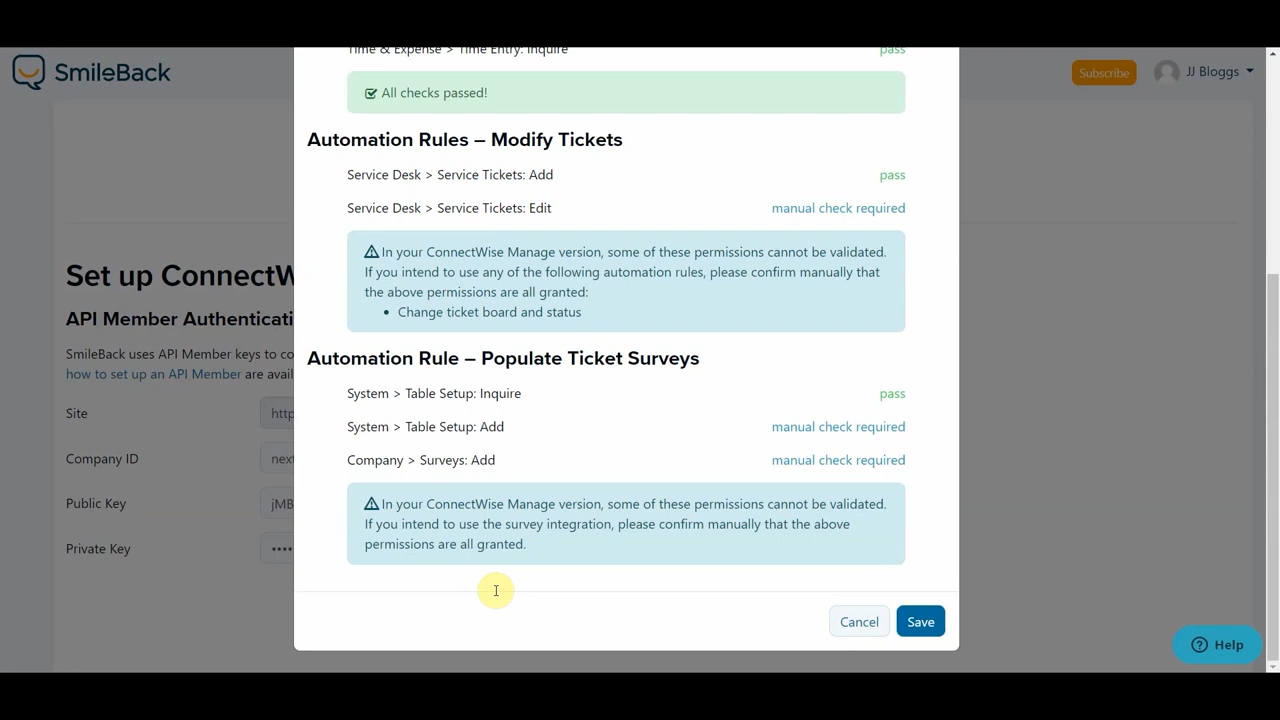 Time & Expense > Time Entry: Inquire pass
SmileBack
Subscribe
JJ Bloggs
All checks passed!
Automation Rules – Modify Tickets
Service Desk > Service Tickets: Add pass
Service Desk > Service Tickets: Edit manual check required
In your ConnectWise Manage version, some of these permissions cannot be validated.
If you intend to use any of the following automation rules, please confirm manually that
the above permissions are all granted:
• Change ticket board and status
Automation Rule – Populate Ticket Surveys
System > Table Setup: Inquire pass
System > Table Setup: Add manual check required
Company > Surveys: Add manual check required
In your ConnectWise Manage version, some of these permissions cannot be validated.
If you intend to use the survey integration, please confirm manually that the above
permissions are all granted.
Cancel
Save
Set up ConnectW
API Member Authenticati
SmileBack uses API Member keys to co
how to set up an API Member are avai
Site http
Company ID next
Public Key jMB
Private Key ••••
Help